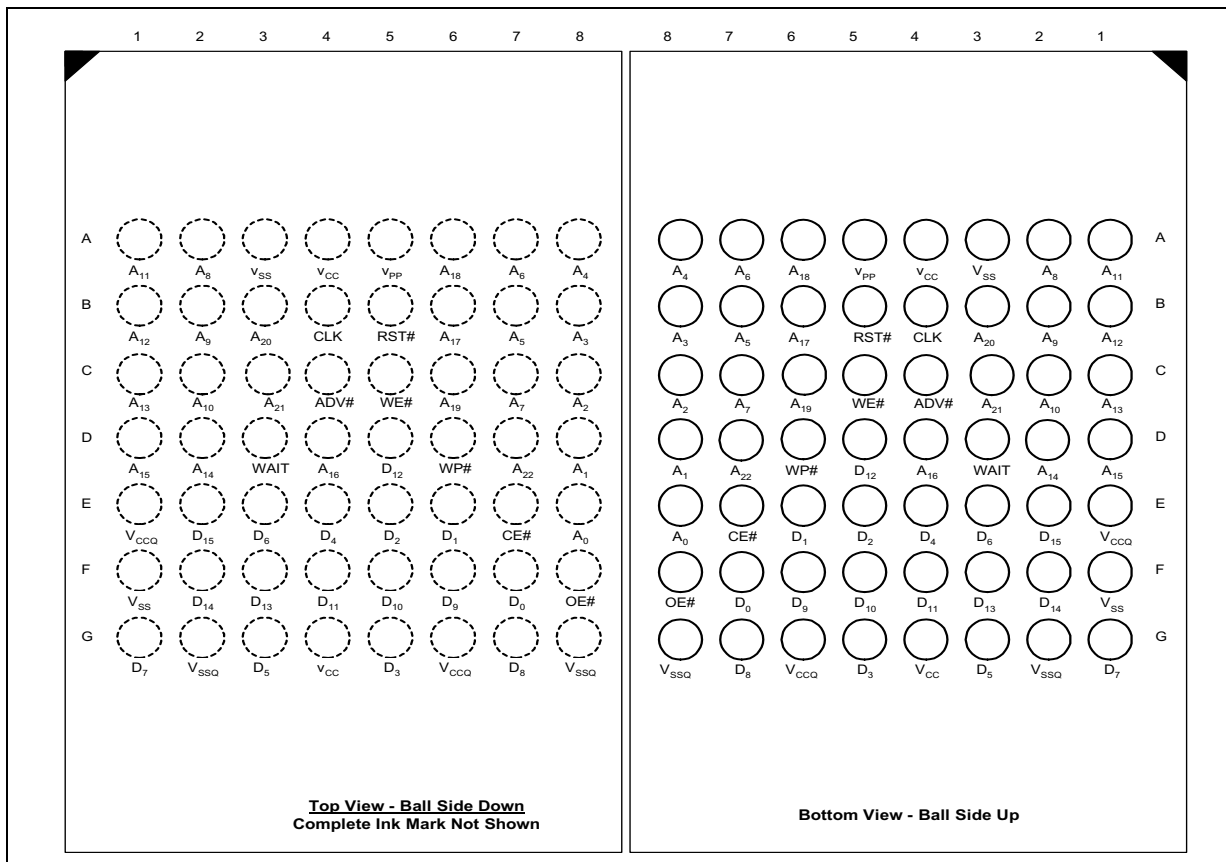 1 2 3 4 5 6 7 8 8 7 6 5 4 3 2 1
A A
A₁₁ A₈ vSS vCC vPP A₁₈ A₆ A₄ A₄ A₆ A₁₈ vPP vCC VSS A₈ A₁₁
B B
A₁₂ A₉ A₂₀ CLK RST# A₁₇ A₅ A₃ A₃ A₅ A₁₇ RST# CLK A₂₀ A₉ A₁₂
C C
A₁₃ A₁₀ A₂₁ ADV# WE# A₁₉ A₇ A₂ A₂ A₇ A₁₉ WE# ADV# A₂₁ A₁₀ A₁₃
D D
A₁₅ A₁₄ WAIT A₁₆ D₁₂ WP# A₂₂ A₁ A₁ A₂₂ WP# D₁₂ A₁₆ WAIT A₁₄ A₁₅
E E
VCCQ D₁₅ D₆ D₄ D₂ D₁ CE# A₀ A₀ CE# D₁ D₂ D₄ D₆ D₁₅ VCCQ
F F
VSS D₁₄ D₁₃ D₁₁ D₁₀ D₉ D₀ OE# OE# D₀ D₉ D₁₀ D₁₁ D₁₃ D₁₄ VSS
G G
D₇ VSSQ D₅ vCC D₃ VCCQ D₈ VSSQ VSSQ D₈ VCCQ D₃ VCC D₅ VSSQ D₇
Top View - Ball Side Down
Complete Ink Mark Not Shown
Bottom View - Ball Side Up